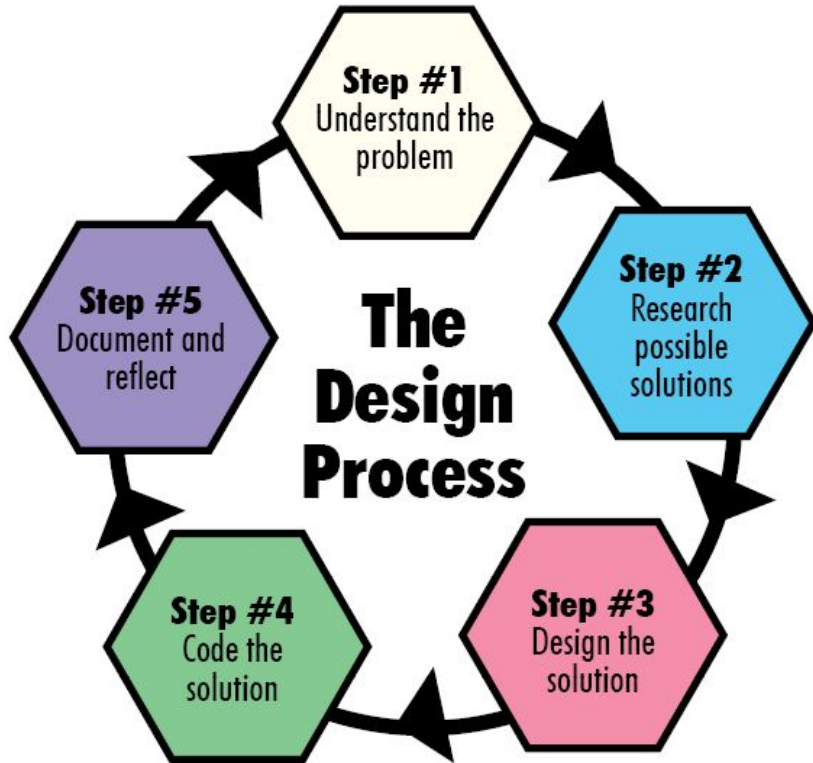 Step #1
Understand the
problem
Step #2
Research
possible
solutions
Step #3
Design the
solution
Step #4
Code the
solution
Step #5
Document and
reflect
The
Design
Process